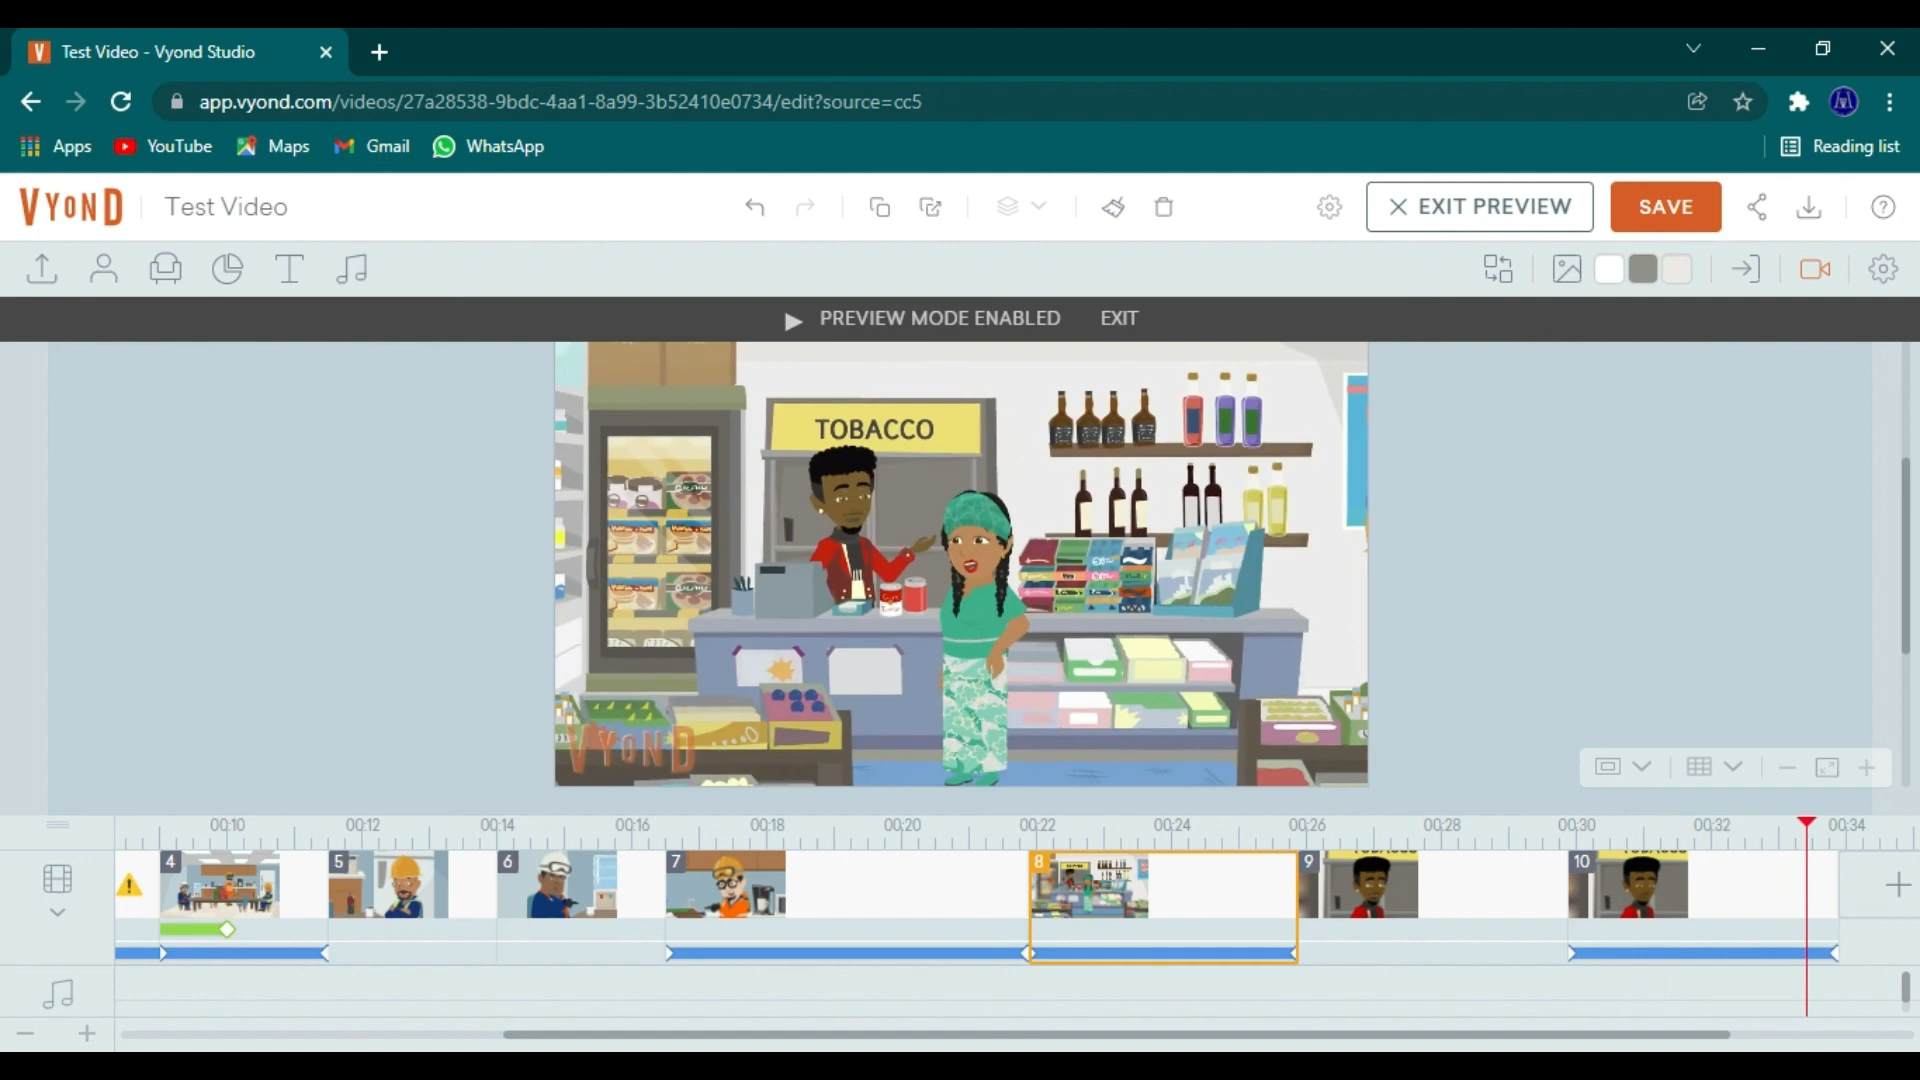 Test Video - Vyond Studio
app.vyond.com/videos/27a28538-9bdc-4aa1-8a99-3b52410e0734/edit?source=cc5
Apps YouTube Maps Gmail WhatsApp Reading list
VYOND Test Video EXIT PREVIEW SAVE
PREVIEW MODE ENABLED EXIT
TOBACCO
VYOND
00:10 00:12 00:14 00:16 00:18 00:20 00:22 00:24 00:26 00:28 00:30 00:32 00:34
4 5 6 7 8 9 10